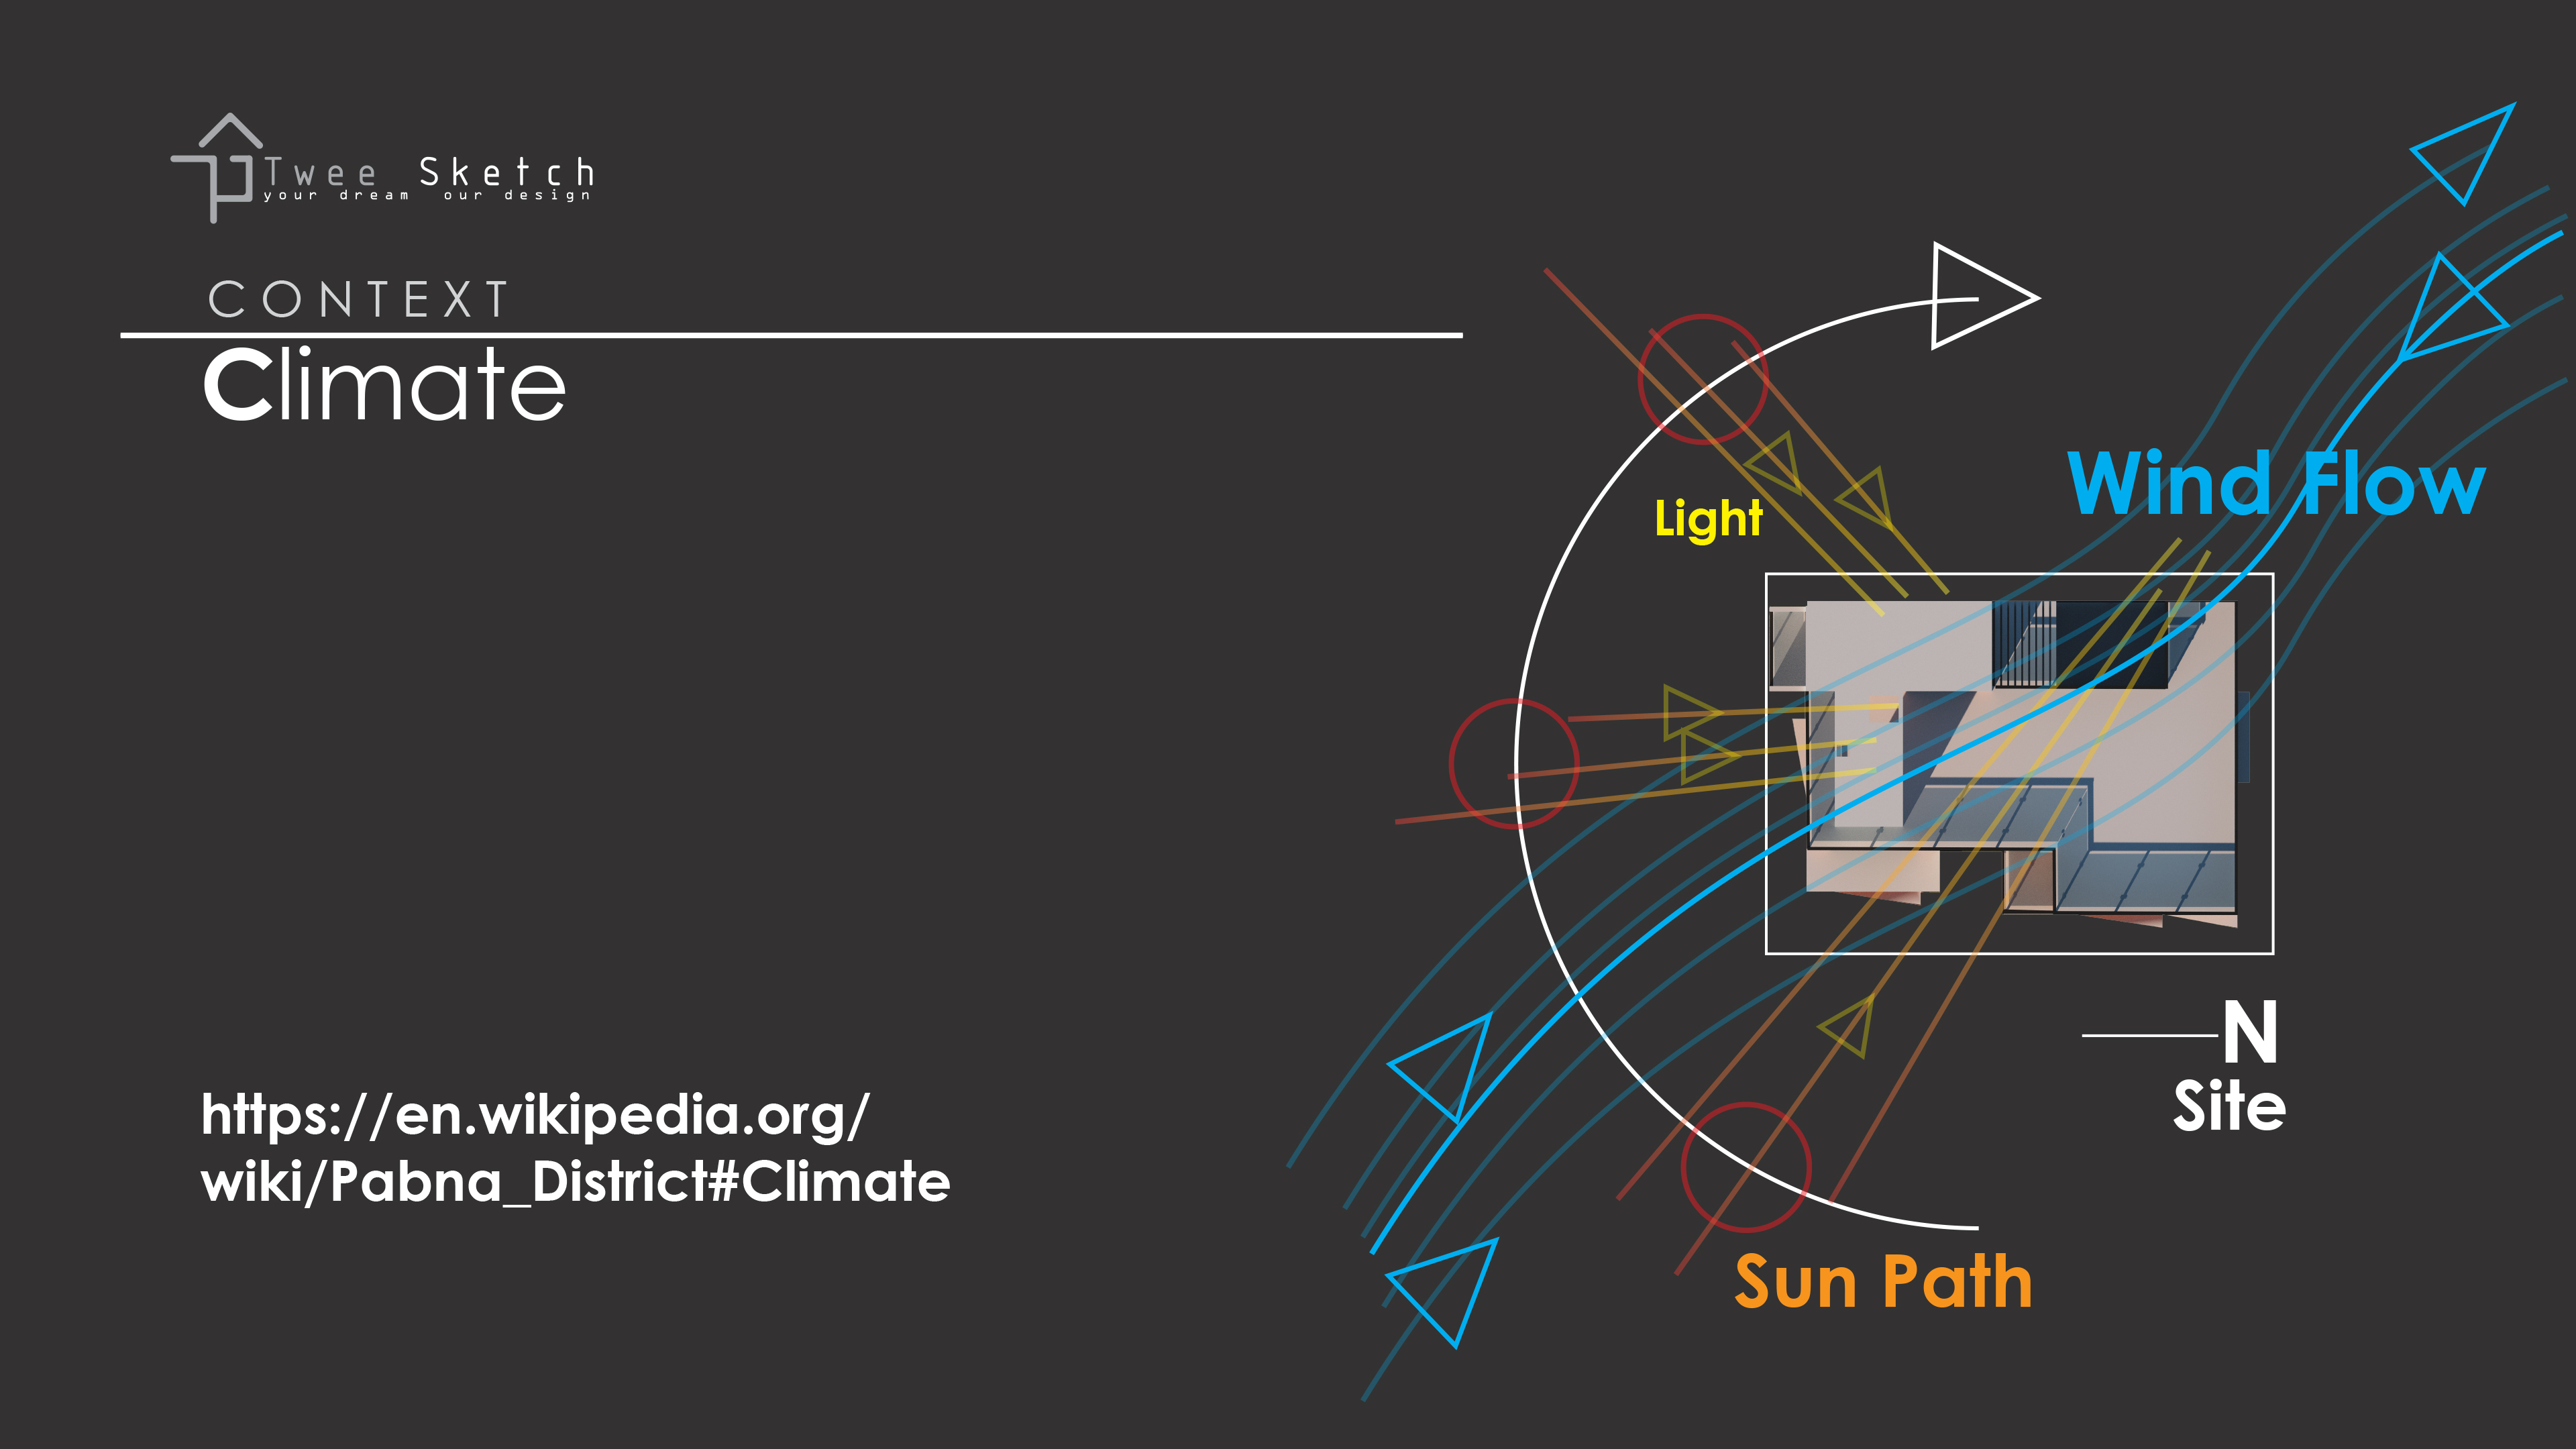 Twee Sketch
your dream our design
CONTEXT
Climate
Light
Wind Flow
N
Site
https://en.wikipedia.org/
wiki/Pabna_District#Climate
Sun Path